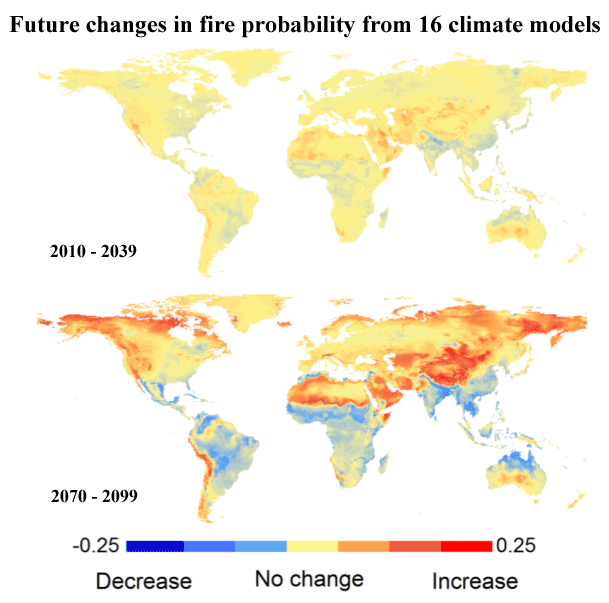 Future changes in fire probability from 16 climate models
2010 - 2039
2070 - 2099
-0.25 0.25
Decrease No change Increase